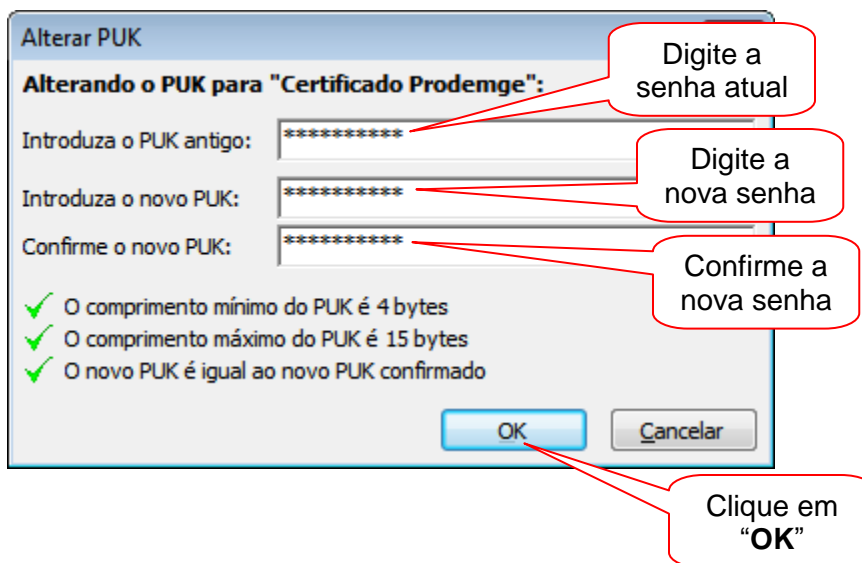 Alterar PUK
Digite a
senha atual
Alterando o PUK para "Certificado Prodemge":
Introduza o PUK antigo: **********
Digite a
nova senha
Introduza o novo PUK: **********
Confirme o novo PUK: **********
Confirme a
nova senha
O comprimento mínimo do PUK é 4 bytes
O comprimento máximo do PUK é 15 bytes
O novo PUK é igual ao novo PUK confirmado
OK Cancelar
Clique em
“OK”